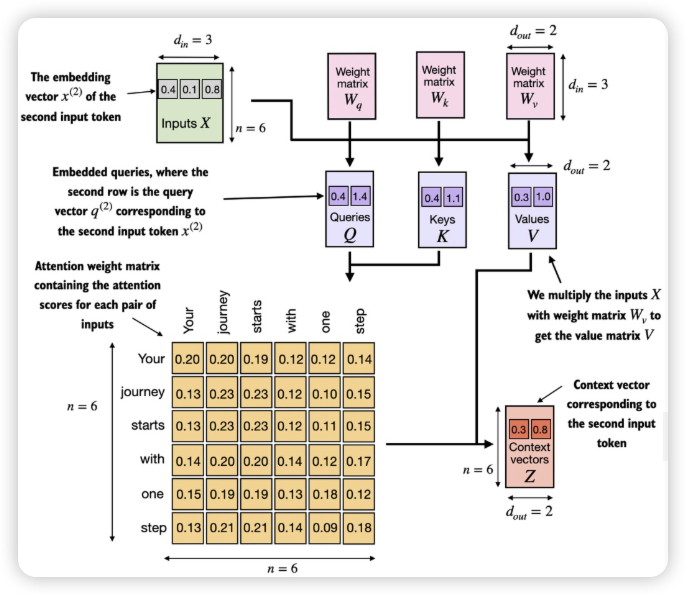 d_in = 3
The embedding
vector x^(2) of the
second input token
0.4 0.1 0.8
Inputs X
n = 6
Weight
matrix
W_q
Weight
matrix
W_k
d_out = 2
Weight
matrix
W_v
d_in = 3
Embedded queries, where the
second row is the query
vector q^(2) corresponding to
the second input token x^(2)
0.4 1.4
Queries
Q
0.4 1.1
Keys
K
d_out = 2
0.3 1.0
Values
V
We multiply the inputs X
with weight matrix W_v to
get the value matrix V
Attention weight matrix
containing the attention
scores for each pair of
inputs
Your journey starts with one step
Your 0.20 0.20 0.19 0.12 0.12 0.14
journey 0.13 0.23 0.23 0.12 0.10 0.15
starts 0.13 0.23 0.23 0.12 0.11 0.15
with 0.14 0.20 0.20 0.14 0.12 0.17
one 0.15 0.19 0.19 0.13 0.18 0.12
step 0.13 0.21 0.21 0.14 0.09 0.18
n = 6
n = 6
Context vector
corresponding to
the second input
token
0.3 0.8
Context
vectors
Z
n = 6
d_out = 2